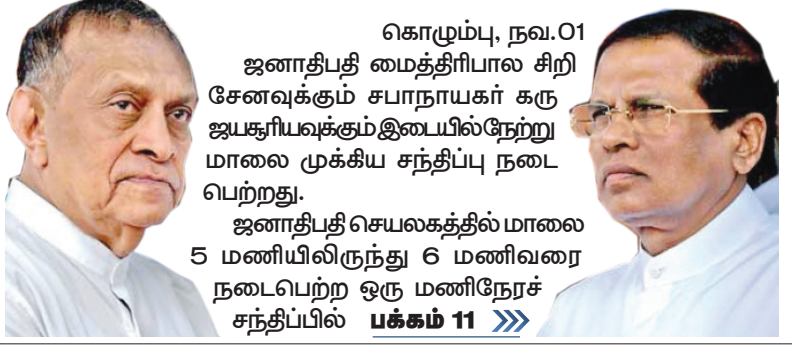 கொழும்பு, நவ.01
ஜனாதிபதி மைத்திரிபால சிறி
சேனவுக்கும் சபாநாயகர் கரு
ஜயசூரியவுக்கும் இடையில் நேற்று
மாலை முக்கிய சந்திப்பு நடை
பெற்றது.
ஜனாதிபதி செயலகத்தில் மாலை
5 மணியிலிருந்து 6 மணிவரை
நடைபெற்ற ஒரு மணிநேரச்
சந்திப்பில் பக்கம் 11